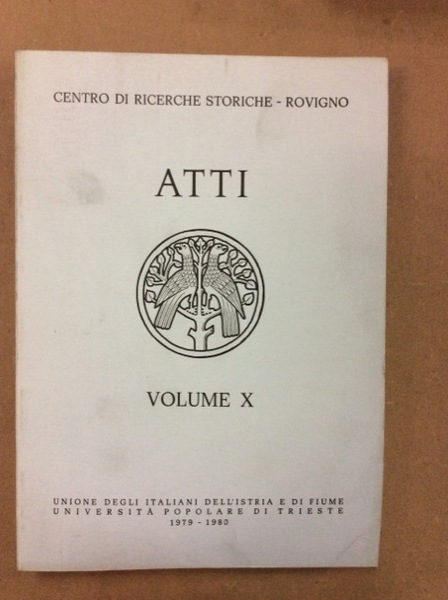 CENTRO DI RICERCHE STORICHE - ROVIGNO
ATTI
VOLUME X
UNIONE DEGLI ITALIANI DELL'ISTRIA E DI FIUME
UNIVERSITÀ POPOLARE DI TRIESTE
1979 - 1980